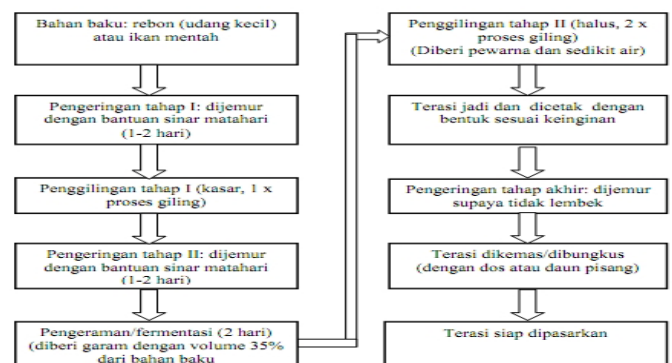 Bahan baku: rebon (udang kecil)
atau ikan mentah
Pengeringan tahap I: dijemur
dengan bantuan sinar matahari
(1-2 hari)
Penggilingan tahap I (kasar, 1 x
proses giling)
Pengeringan tahap II: dijemur
dengan bantuan sinar matahari
(1-2 hari)
Pengeraman/fermentasi (2 hari)
(diberi garam dengan volume 35%
dari bahan baku
Penggilingan tahap II (halus, 2 x
proses giling)
(Diberi pewarna dan sedikit air)
Terasi jadi dan dicetak dengan
bentuk sesuai keinginan
Pengeringan tahap akhir: dijemur
supaya tidak lembek
Terasi dikemas/dibungkus
(dengan dos atau daun pisang)
Terasi siap dipasarkan